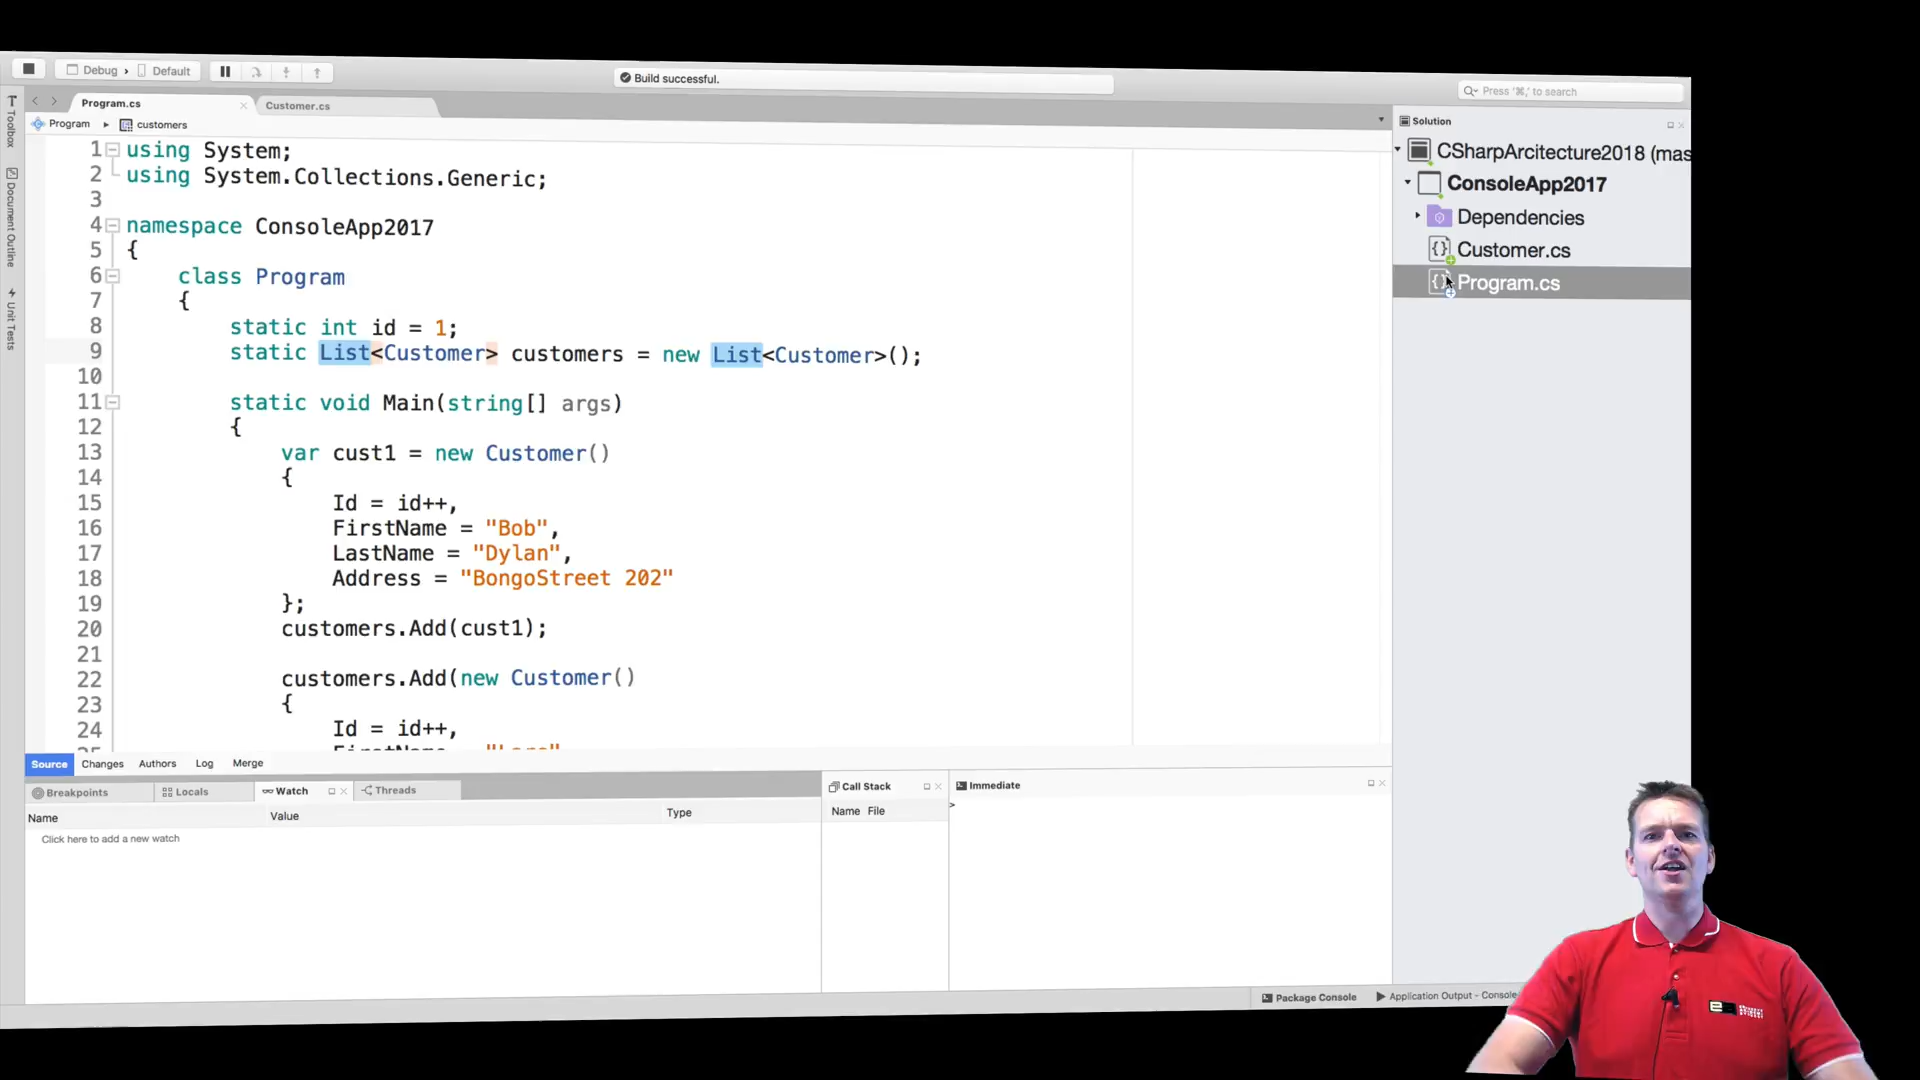 Debug › Default
Build successful.
Press '⌘,' to search
Program.cs
Customer.cs
Program ▸ customers
Toolbox
Document Outline
Unit Tests
1 using System;
2 using System.Collections.Generic;
3
4 namespace ConsoleApp2017
5 {
6 class Program
7 {
8 static int id = 1;
9 static List<Customer> customers = new List<Customer>();
10
11 static void Main(string[] args)
12 {
13 var cust1 = new Customer()
14 {
15 Id = id++,
16 FirstName = "Bob",
17 LastName = "Dylan",
18 Address = "BongoStreet 202"
19 };
20 customers.Add(cust1);
21
22 customers.Add(new Customer()
23 {
24 Id = id++,
Solution
CSharpArcitecture2018 (mas
ConsoleApp2017
Dependencies
Customer.cs
Program.cs
Source Changes Authors Log Merge
Breakpoints Locals Watch Threads
Name Value Type
Click here to add a new watch
Call Stack
Name File
Immediate
>
Package Console
Application Output - Console